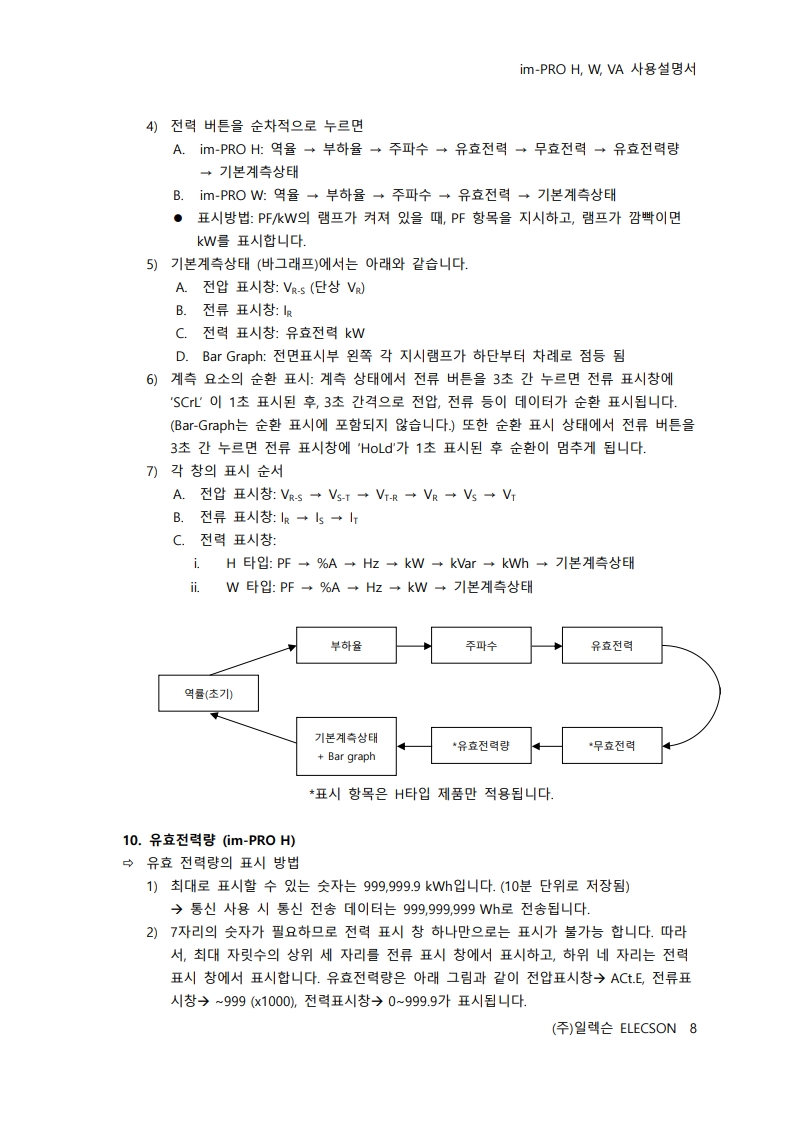 im-PRO H, W, VA 사용설명서
4) 전력 버튼을 순차적으로 누르면
A. im-PRO H: 역율 → 부하율 → 주파수 → 유효전력 → 무효전력 → 유효전력량
→ 기본계측상태
B. im-PRO W: 역율 → 부하율 → 주파수 → 유효전력 → 기본계측상태
● 표시방법: PF/kW의 램프가 켜져 있을 때, PF 항목을 지시하고, 램프가 깜빡이면
kW를 표시합니다.
5) 기본계측상태 (바그래프)에서는 아래와 같습니다.
A. 전압 표시창: VR-S (단상 VR)
B. 전류 표시창: IR
C. 전력 표시창: 유효전력 kW
D. Bar Graph: 전면표시부 왼쪽 각 지시램프가 하단부터 차례로 점등 됨
6) 계측 요소의 순환 표시: 계측 상태에서 전류 버튼을 3초 간 누르면 전류 표시창에
‘SCrL’ 이 1초 표시된 후, 3초 간격으로 전압, 전류 등이 데이터가 순환 표시됩니다.
(Bar-Graph는 순환 표시에 포함되지 않습니다.) 또한 순환 표시 상태에서 전류 버튼을
3초 간 누르면 전류 표시창에 ‘HoLd’가 1초 표시된 후 순환이 멈추게 됩니다.
7) 각 창의 표시 순서
A. 전압 표시창: VR-S → VS-T → VT-R → VR → VS → VT
B. 전류 표시창: IR → IS → IT
C. 전력 표시창:
i. H 타입: PF → %A → Hz → kW → kVar → kWh → 기본계측상태
ii. W 타입: PF → %A → Hz → kW → 기본계측상태
부하율
주파수
유효전력
역률(초기)
기본계측상태
+ Bar graph
*유효전력량
*무효전력
*표시 항목은 H타입 제품만 적용됩니다.
10. 유효전력량 (im-PRO H)
⇨ 유효 전력량의 표시 방법
1) 최대로 표시할 수 있는 숫자는 999,999.9 kWh입니다. (10분 단위로 저장됨)
→ 통신 사용 시 통신 전송 데이터는 999,999,999 Wh로 전송됩니다.
2) 7자리의 숫자가 필요하므로 전력 표시 창 하나만으로는 표시가 불가능 합니다. 따라
서, 최대 자릿수의 상위 세 자리를 전류 표시 창에서 표시하고, 하위 네 자리는 전력
표시 창에서 표시합니다. 유효전력량은 아래 그림과 같이 전압표시창→ ACt.E, 전류표
시창→ ~999 (x1000), 전력표시창→ 0~999.9가 표시됩니다.
(주)일렉슨 ELECSON 8